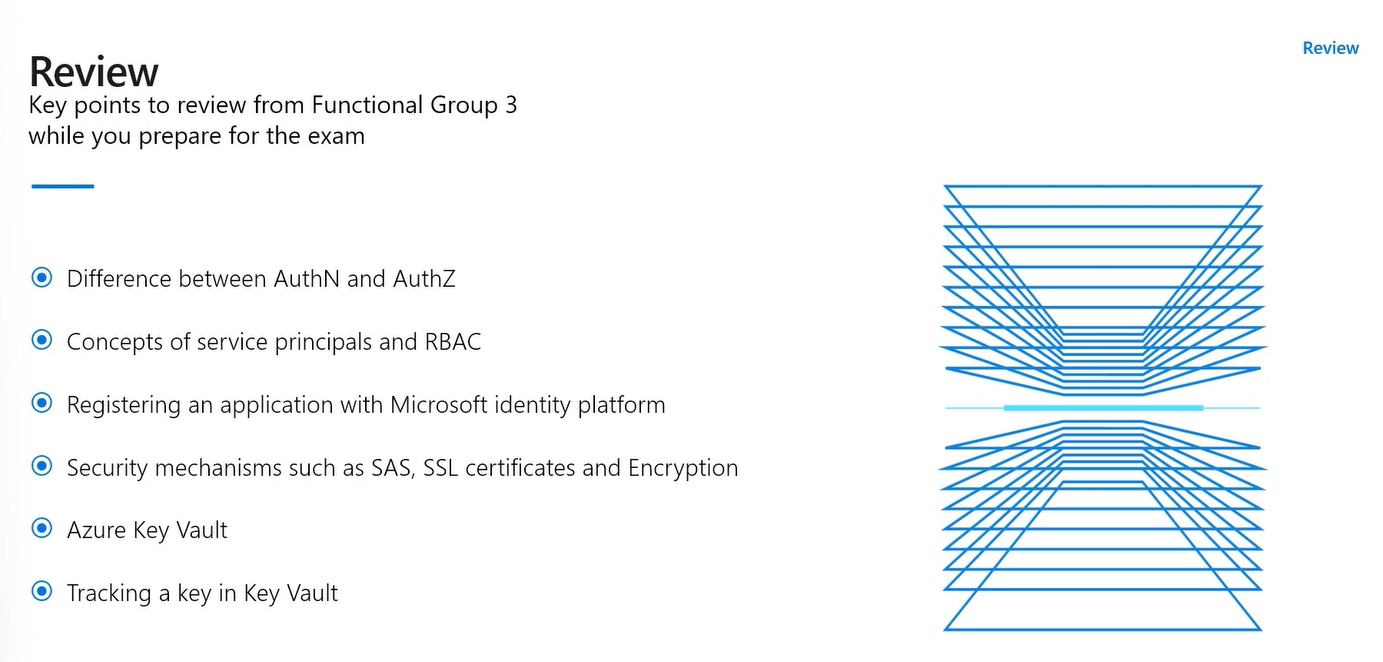 Review
Review
Key points to review from Functional Group 3
while you prepare for the exam
Difference between AuthN and AuthZ
Concepts of service principals and RBAC
Registering an application with Microsoft identity platform
Security mechanisms such as SAS, SSL certificates and Encryption
Azure Key Vault
Tracking a key in Key Vault